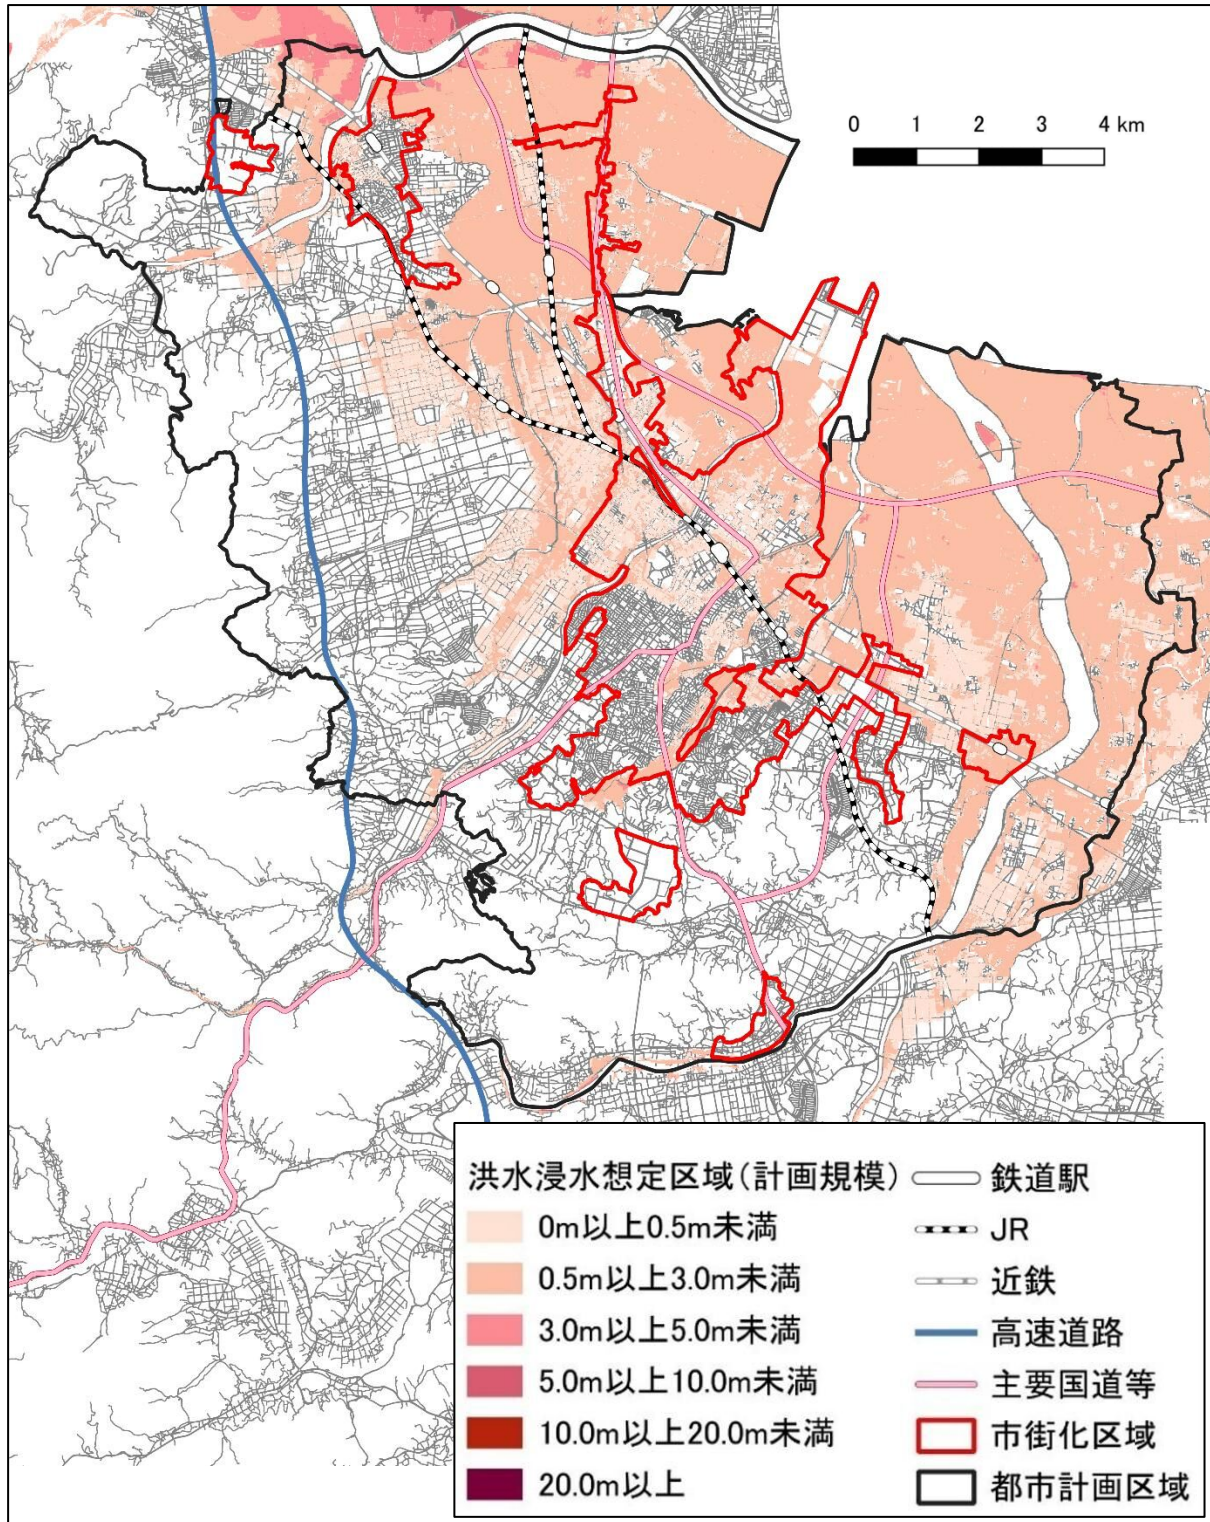 0 1 2 3 4 km
洪水浸水想定区域(計画規模)
0m以上0.5m未満
0.5m以上3.0m未満
3.0m以上5.0m未満
5.0m以上10.0m未満
10.0m以上20.0m未満
20.0m以上
鉄道駅
JR
近鉄
高速道路
主要国道等
市街化区域
都市計画区域